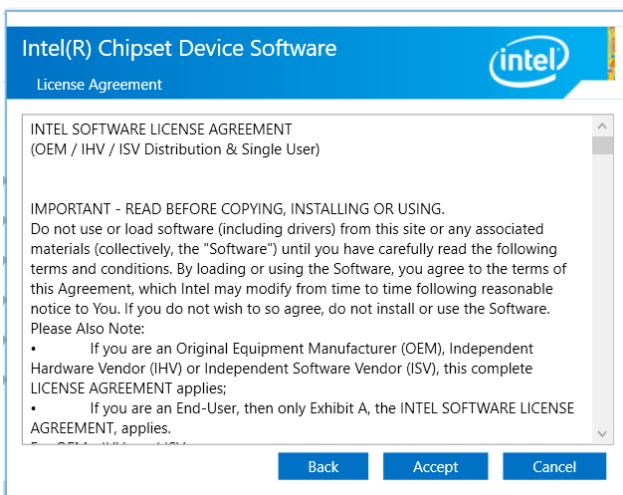 Intel(R) Chipset Device Software
intel
License Agreement
INTEL SOFTWARE LICENSE AGREEMENT
(OEM / IHV / ISV Distribution & Single User)
IMPORTANT - READ BEFORE COPYING, INSTALLING OR USING.
Do not use or load software (including drivers) from this site or any associated
materials (collectively, the "Software") until you have carefully read the following
terms and conditions. By loading or using the Software, you agree to the terms of
this Agreement, which Intel may modify from time to time following reasonable
notice to You. If you do not wish to so agree, do not install or use the Software.
Please Also Note:
• If you are an Original Equipment Manufacturer (OEM), Independent
Hardware Vendor (IHV) or Independent Software Vendor (ISV), this complete
LICENSE AGREEMENT applies;
• If you are an End-User, then only Exhibit A, the INTEL SOFTWARE LICENSE
AGREEMENT, applies.
Back Accept Cancel